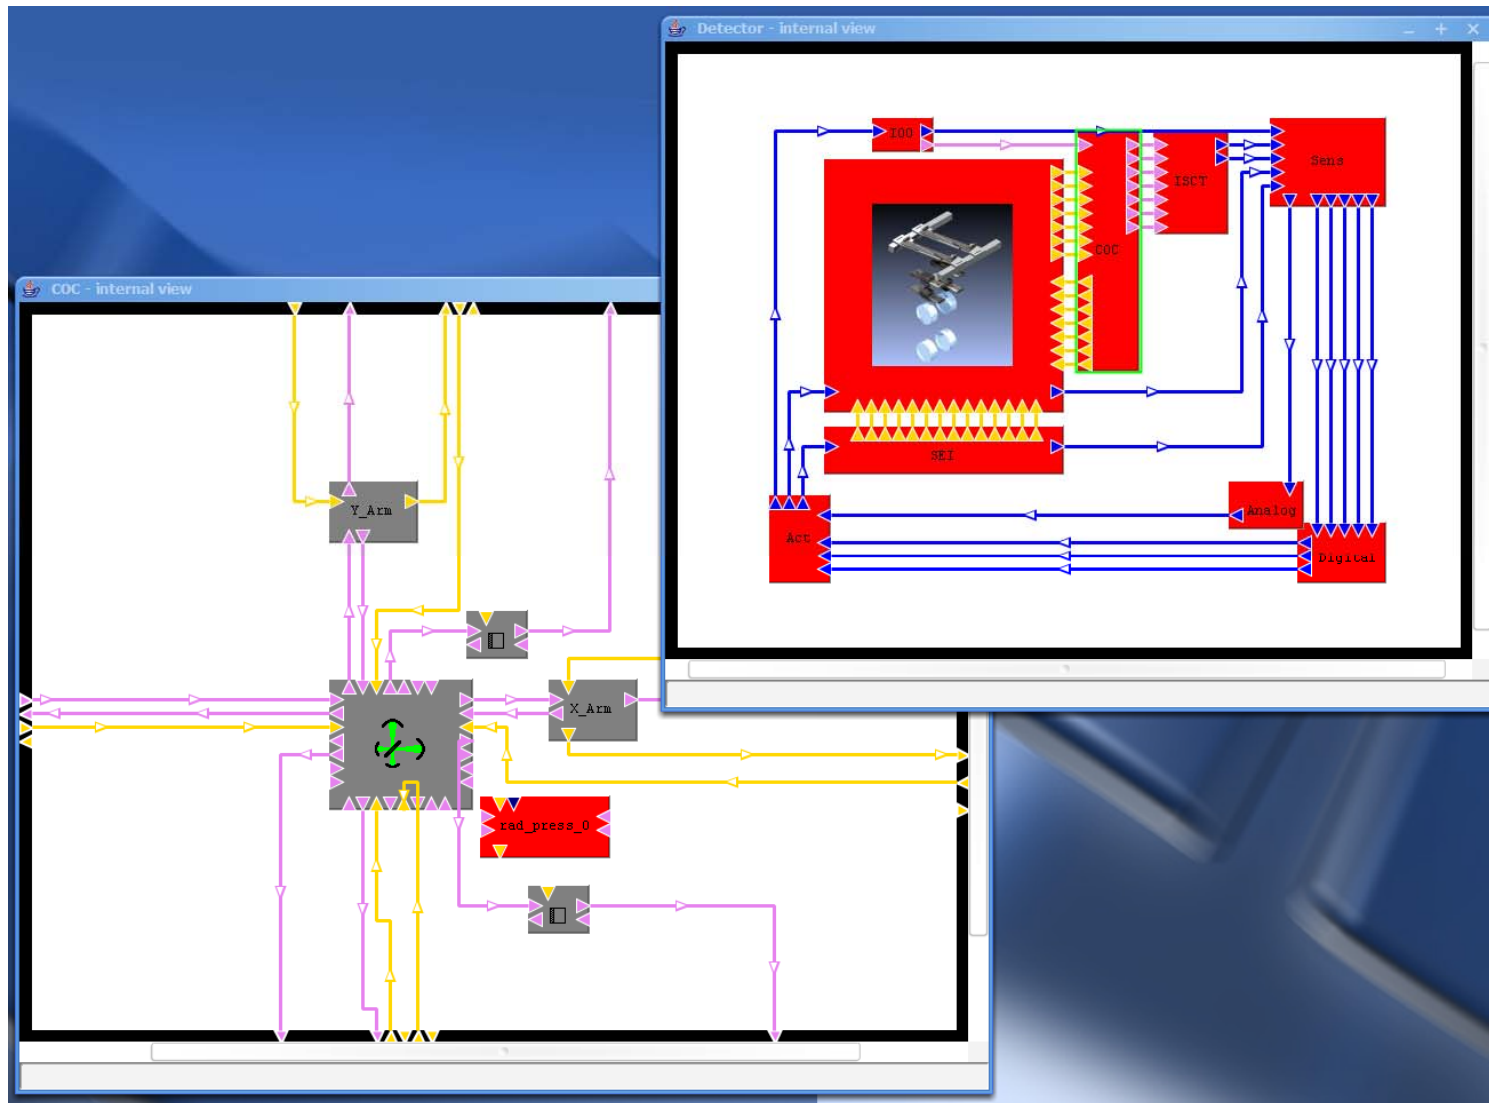 Detector - internal view
IOO
Sens
ISCT
COC
SEI
Analog
Act
Digital
COC - internal view
Y_Arm
X_Arm
rad_press_0